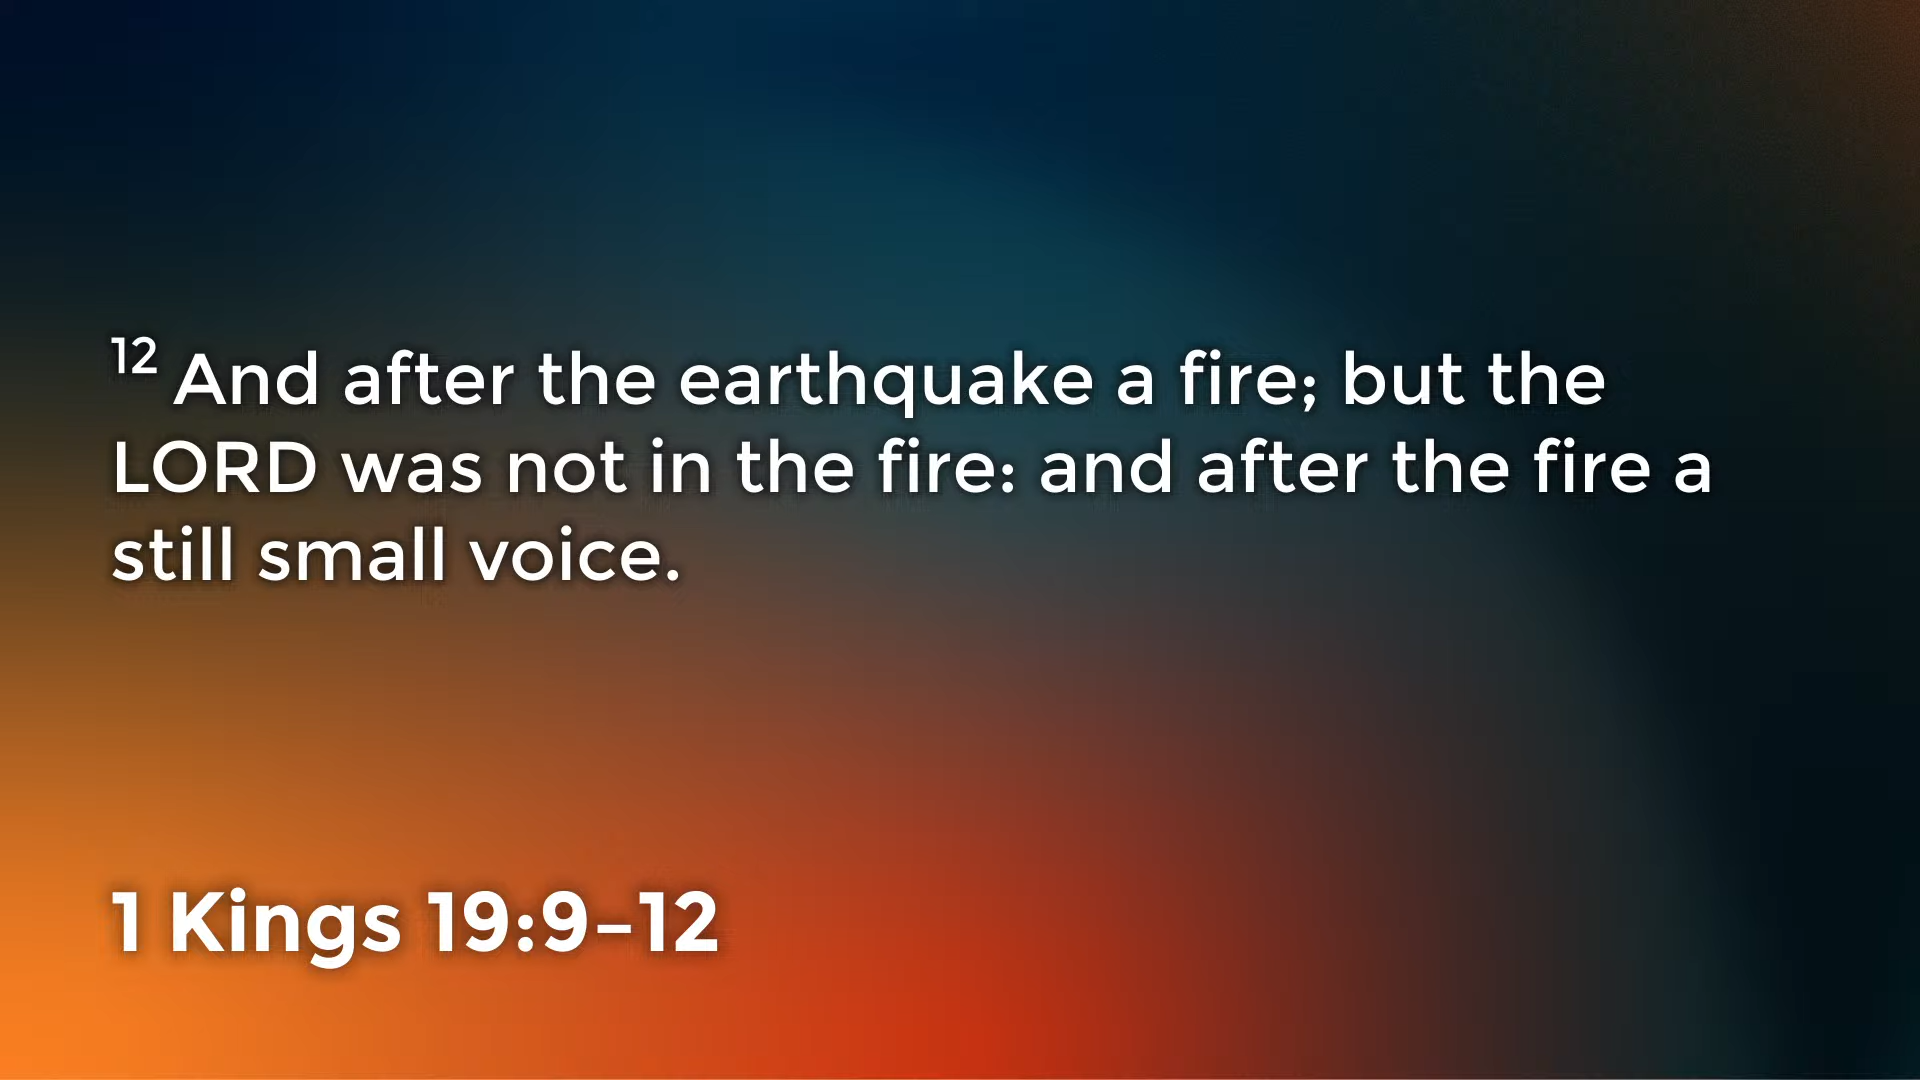 12 And after the earthquake a fire; but the
LORD was not in the fire: and after the fire a
still small voice.
1 Kings 19:9–12